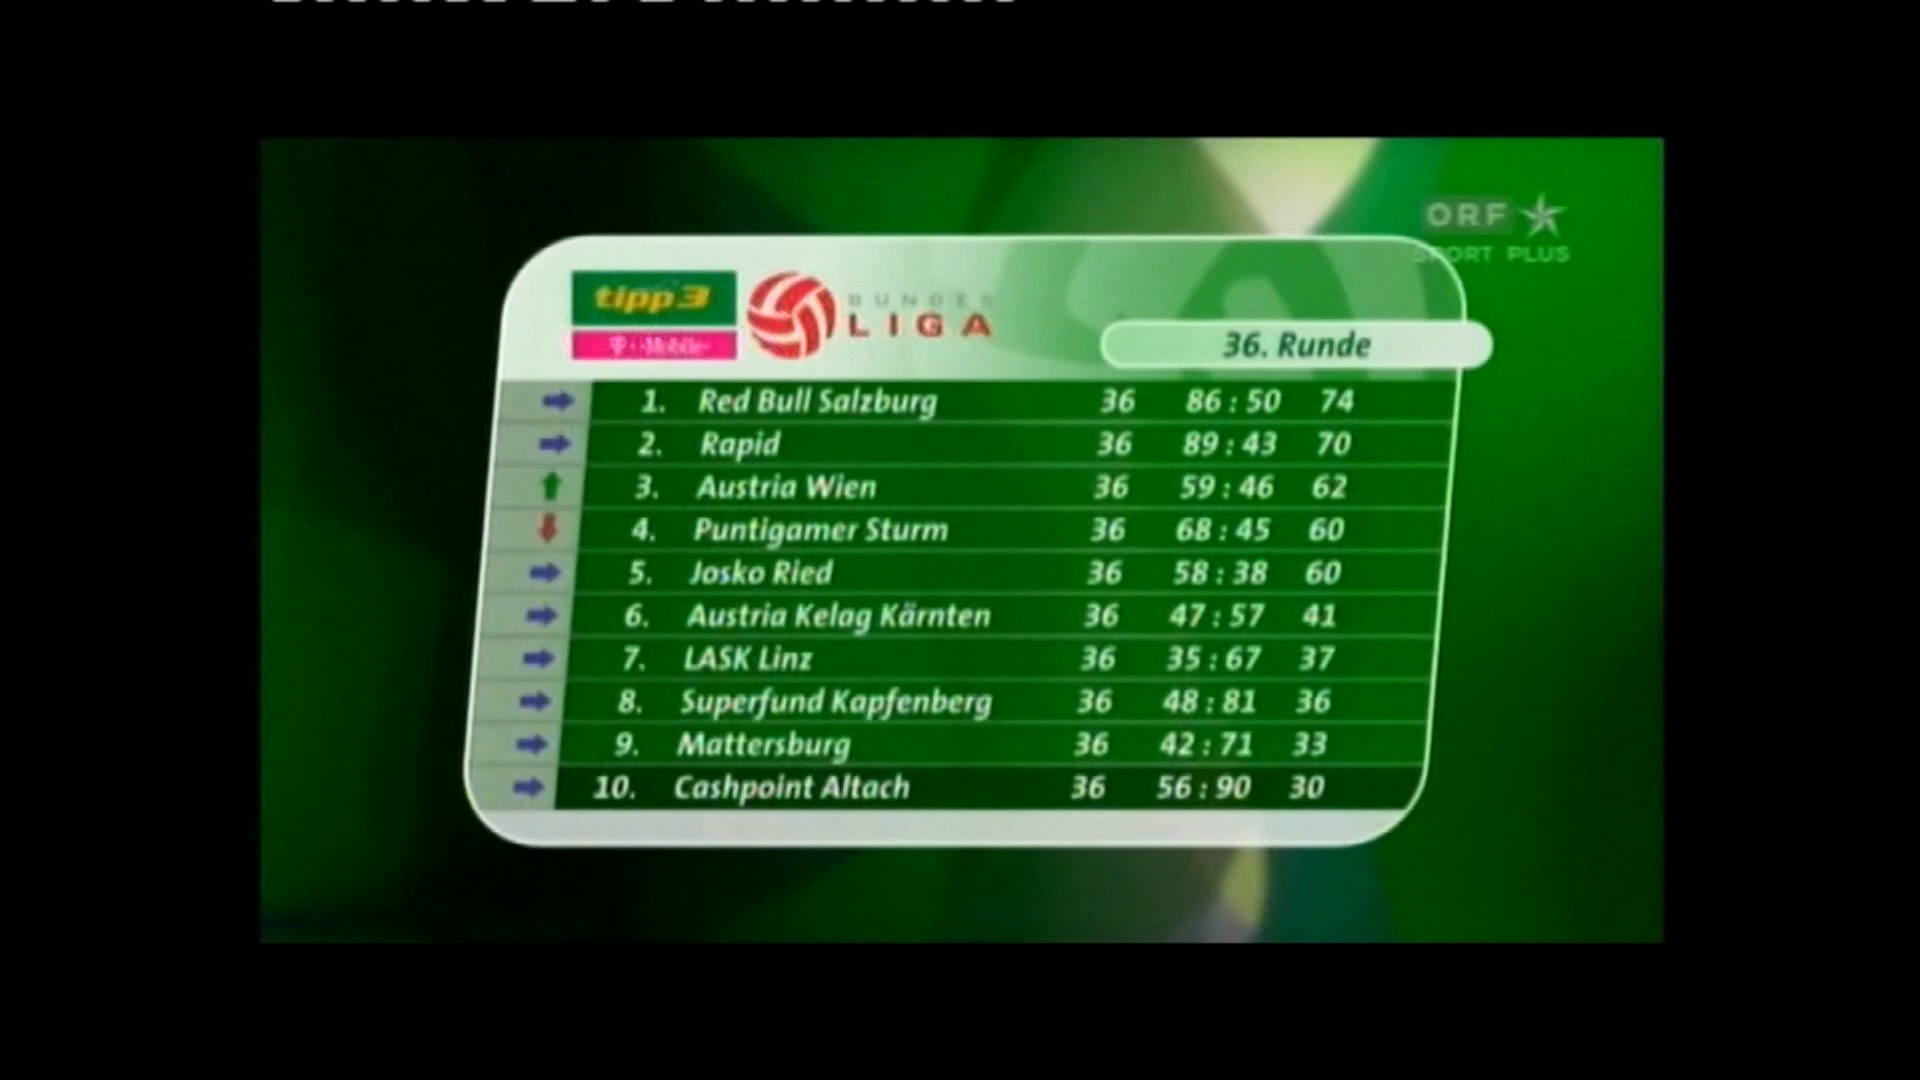 ORF
SPORT PLUS
tipp3
T-Mobile
BUNDES
LIGA
36. Runde
1. Red Bull Salzburg 36 86 : 50 74
2. Rapid 36 89 : 43 70
3. Austria Wien 36 59 : 46 62
4. Puntigamer Sturm 36 68 : 45 60
5. Josko Ried 36 58 : 38 60
6. Austria Kelag Kärnten 36 47 : 57 41
7. LASK Linz 36 35 : 67 37
8. Superfund Kapfenberg 36 48 : 81 36
9. Mattersburg 36 42 : 71 33
10. Cashpoint Altach 36 56 : 90 30